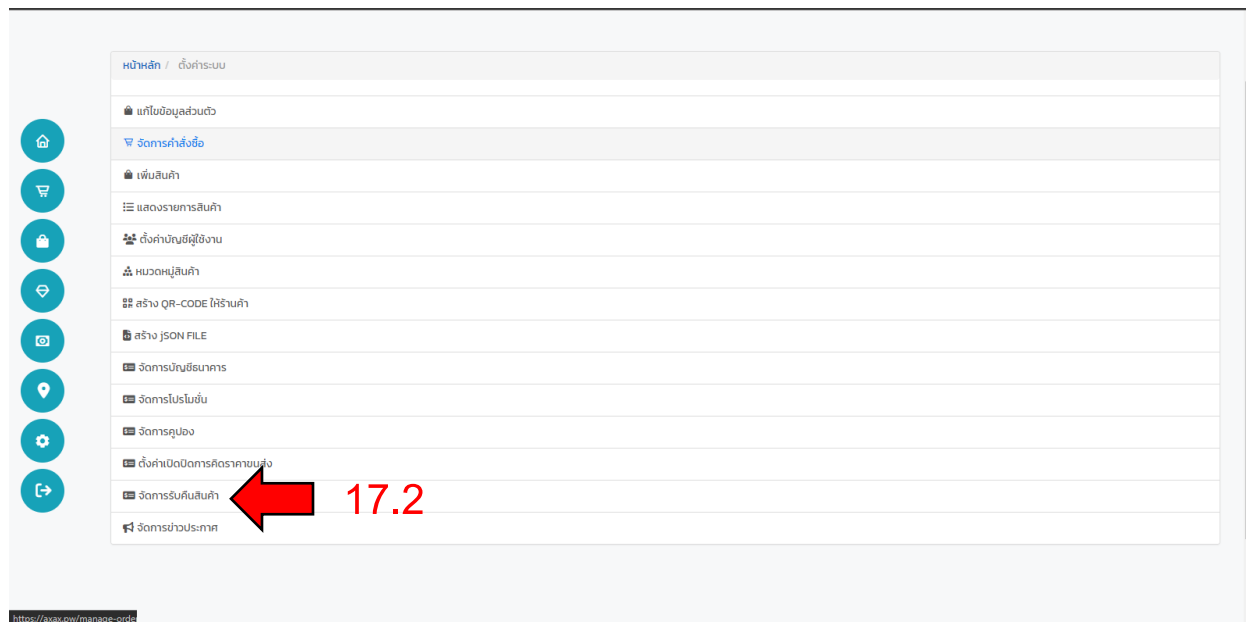 หน้าหลัก / ตั้งค่าระบบ
แก้ไขข้อมูลส่วนตัว
จัดการคำสั่งซื้อ
เพิ่มสินค้า
แสดงรายการสินค้า
ตั้งค่าบัญชีผู้ใช้งาน
หมวดหมู่สินค้า
สร้าง QR-CODE ให้ร้านค้า
สร้าง jSON FILE
จัดการบัญชีธนาคาร
จัดการโปรโมชั่น
จัดการคูปอง
ตั้งค่าเปิดปิดการคิดราคาขนส่ง
จัดการรับคืนสินค้า 17.2
จัดการข่าวประกาศ
https://axax.pw/manage-order